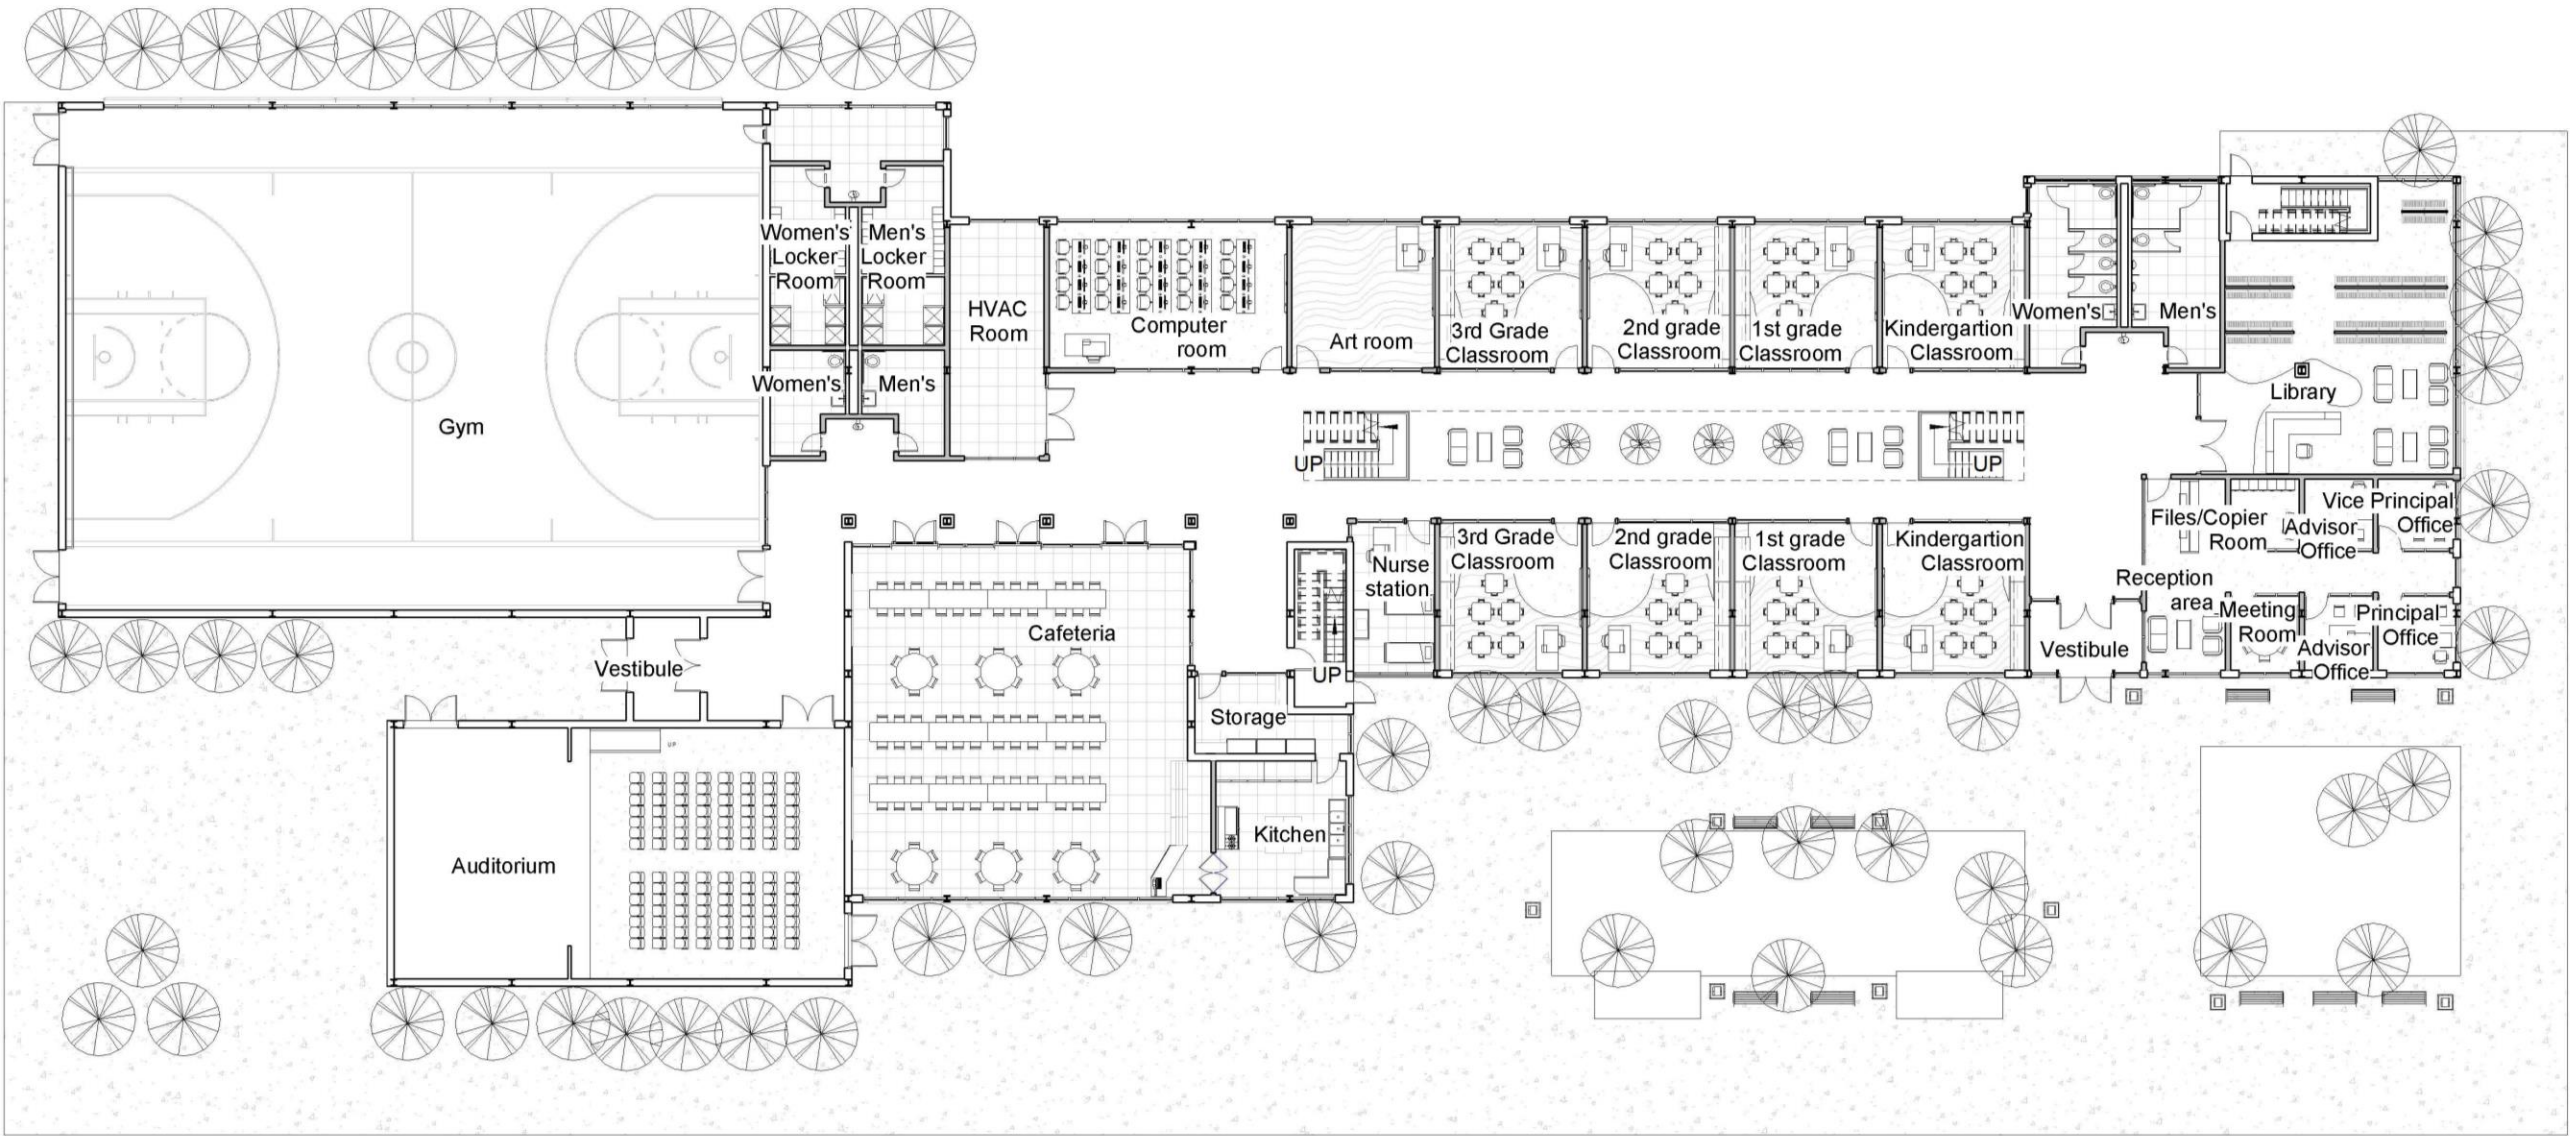 Women's
Locker
Room
Men's
Locker
Room
HVAC
Room
Computer
room
Art room
3rd Grade
Classroom
2nd grade
Classroom
1st grade
Classroom
Kindergartion
Classroom
Women's
Men's
Library
Women's
Men's
Gym
UP
UP
Files/Copier
Room
Advisor
Office
Vice Principal
Office
Nurse
station
3rd Grade
Classroom
2nd grade
Classroom
1st grade
Classroom
Kindergartion
Classroom
Reception
area
Meeting
Room
Advisor
Office
Principal
Office
Vestibule
Cafeteria
Vestibule
UP
Storage
UP
Kitchen
Auditorium